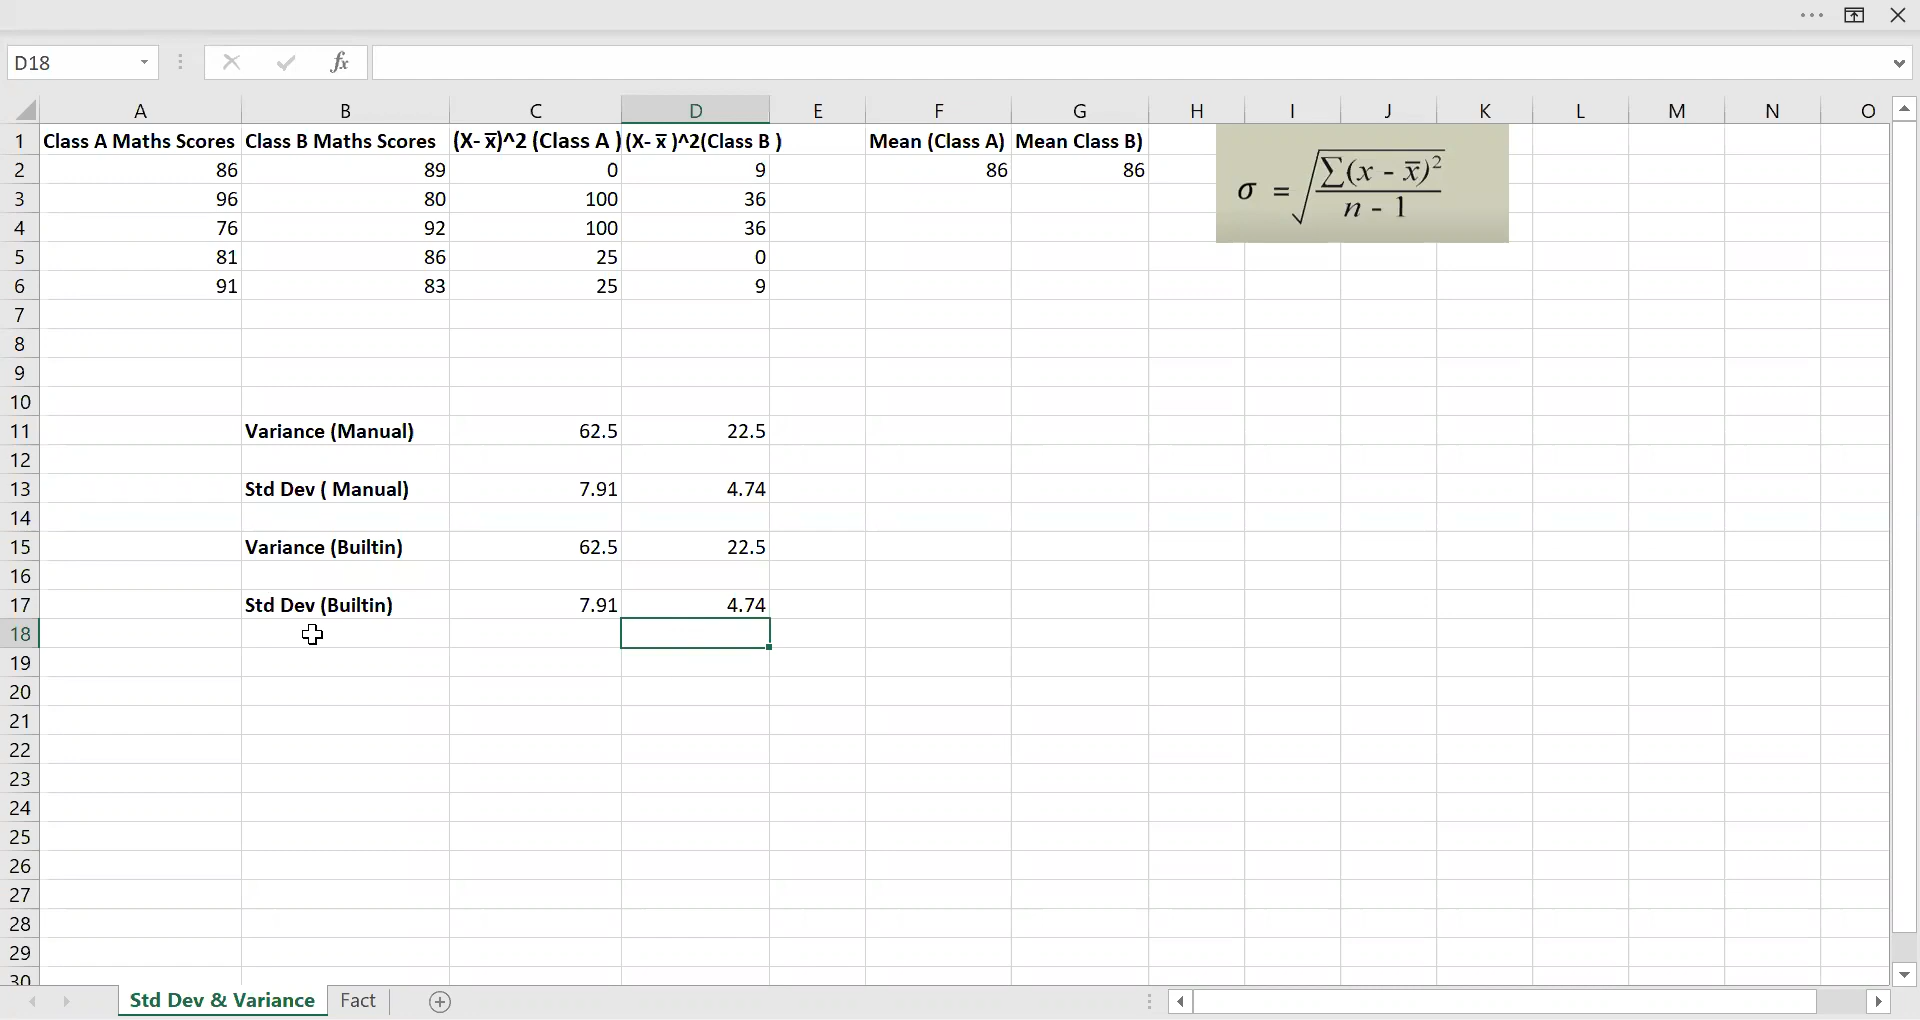 D18
fx
A B C D E F G H I J K L M N O
1 Class A Maths Scores Class B Maths Scores (X- x̅)^2 (Class A ) (X- x̅ )^2(Class B ) Mean (Class A) Mean Class B)
2 86 89 0 9 86 86
3 96 80 100 36
4 76 92 100 36
5 81 86 25 0
6 91 83 25 9
σ = √(∑(x - x̅)² / n - 1)
7
8
9
10
11 Variance (Manual) 62.5 22.5
12
13 Std Dev ( Manual) 7.91 4.74
14
15 Variance (Builtin) 62.5 22.5
16
17 Std Dev (Builtin) 7.91 4.74
18
19
20
21
22
23
24
25
26
27
28
29
30
Std Dev & Variance Fact